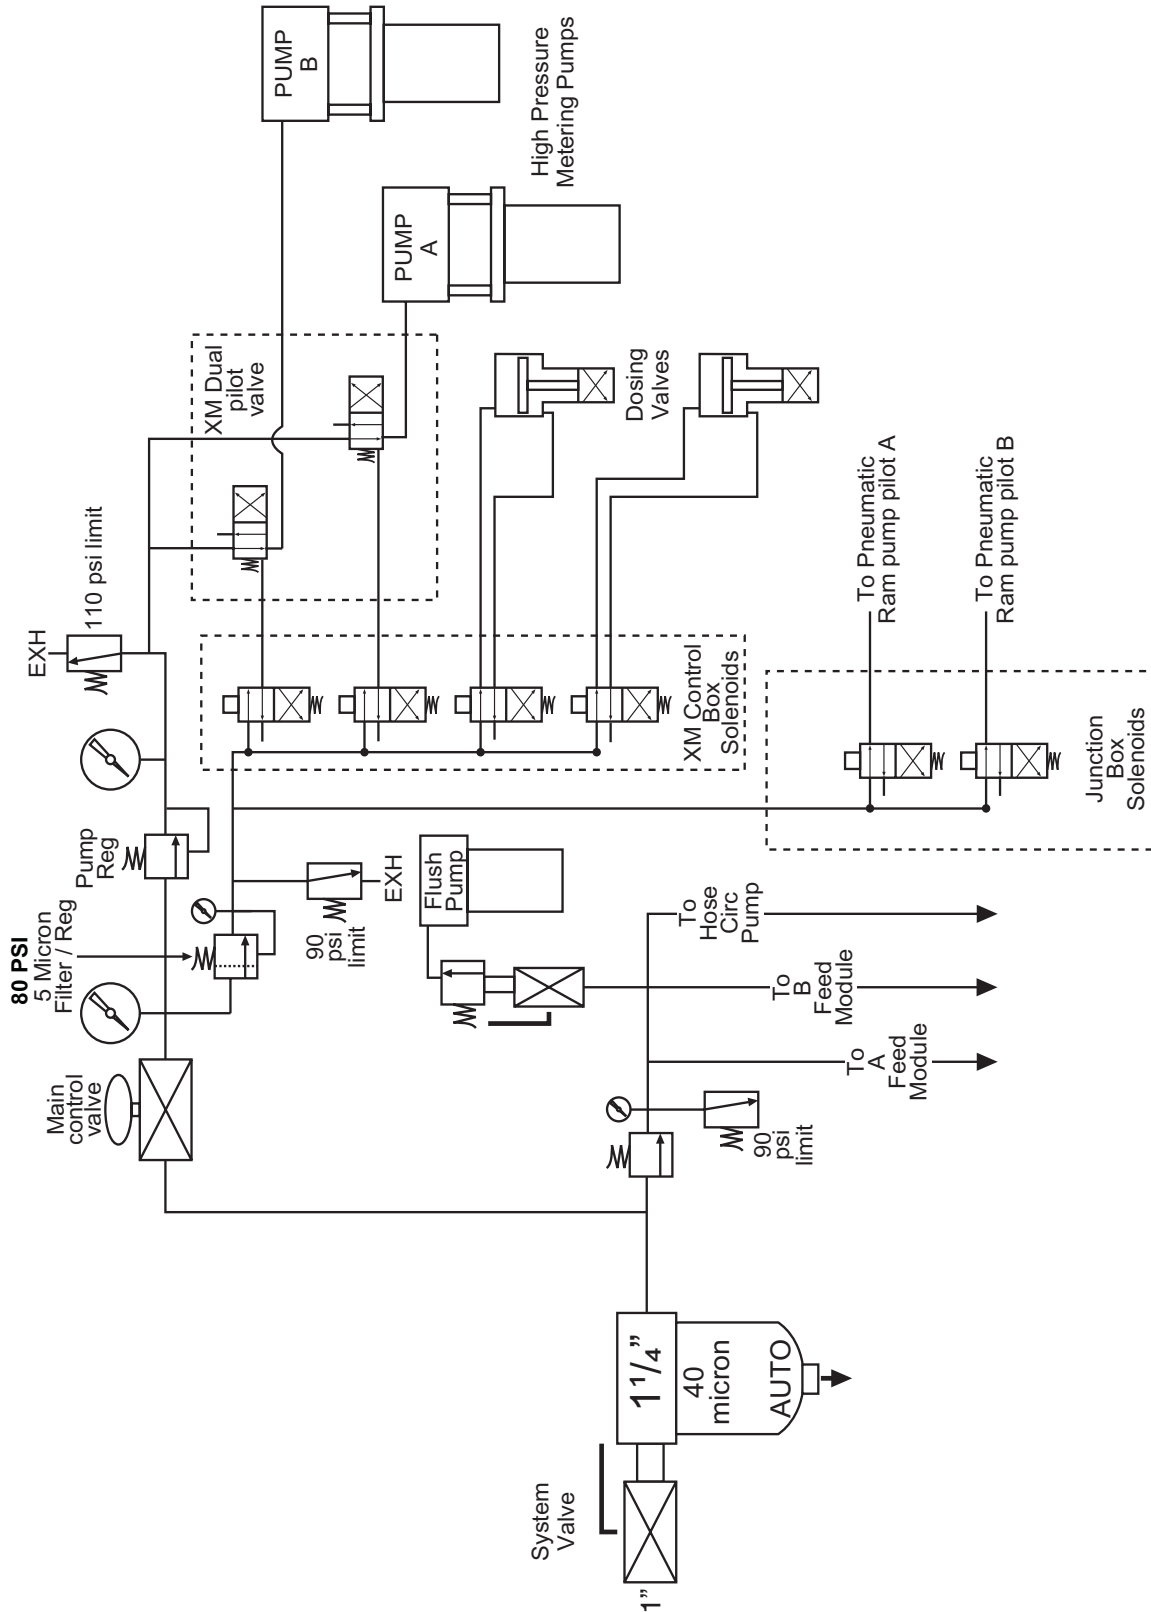 1"
System
Valve
1¹/₄”
40
micron
AUTO
Main
control
valve
80 PSI
5 Micron
Filter / Reg
Pump
Reg
EXH
110 psi limit
90
psi
limit
EXH
Flush
Pump
90
psi
limit
To
A
Feed
Module
To
B
Feed
Module
To
Hose
Circ
Pump
XM Control
Box
Solenoids
XM Dual
pilot
valve
PUMP
B
PUMP
A
High Pressure
Metering Pumps
Dosing
Valves
To Pneumatic
Ram pump pilot A
To Pneumatic
Ram pump pilot B
Junction
Box
Solenoids